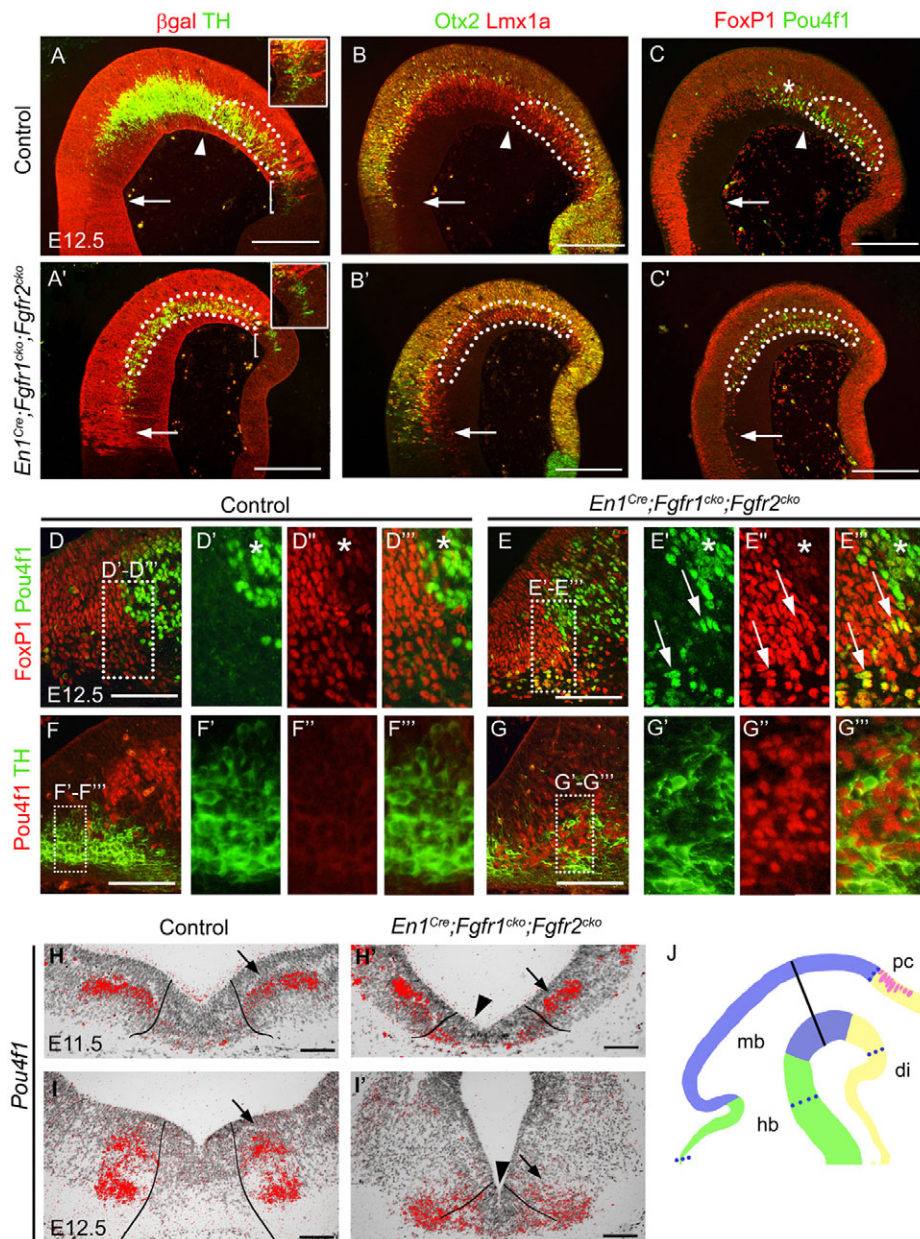 βgal TH
Otx2 Lmx1a
FoxP1 Pou4f1
Control
A
B
C
E12.5
En1Cre;Fgfr1cko;Fgfr2cko
A'
B'
C'
Control
En1Cre;Fgfr1cko;Fgfr2cko
FoxP1 Pou4f1
D
D'-D'''
D'
*
D''
*
D'''
*
E
E'-E'''
E'
*
E''
*
E'''
*
E12.5
Pou4f1 TH
F
F'-F'''
F'
F''
F'''
G
G'-G'''
G'
G''
G'''
Control
En1Cre;Fgfr1cko;Fgfr2cko
Pou4f1
H
H'
E11.5
I
I'
E12.5
J
pc
mb
di
hb